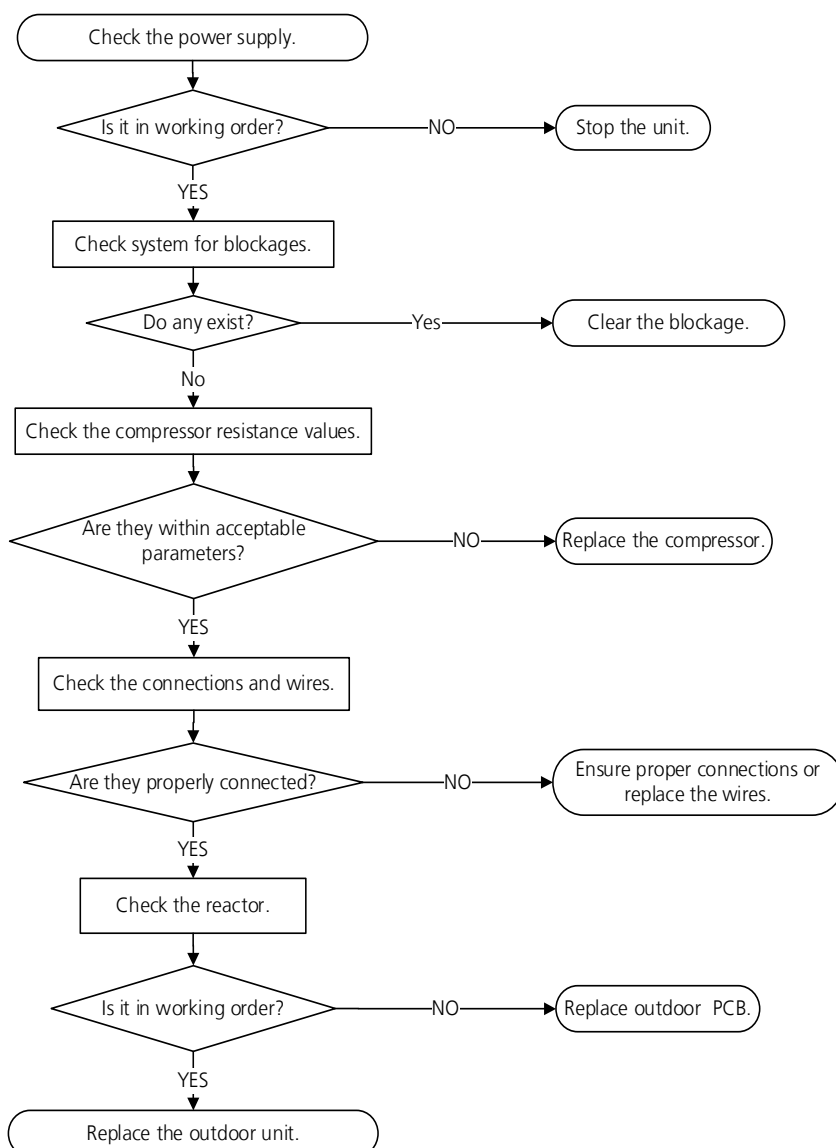 Check the power supply.
Is it in working order?
NO
Stop the unit.
YES
Check system for blockages.
Do any exist?
Yes
Clear the blockage.
No
Check the compressor resistance values.
Are they within acceptable
parameters?
NO
Replace the compressor.
YES
Check the connections and wires.
Are they properly connected?
NO
Ensure proper connections or
replace the wires.
YES
Check the reactor.
Is it in working order?
NO
Replace outdoor PCB.
YES
Replace the outdoor unit.